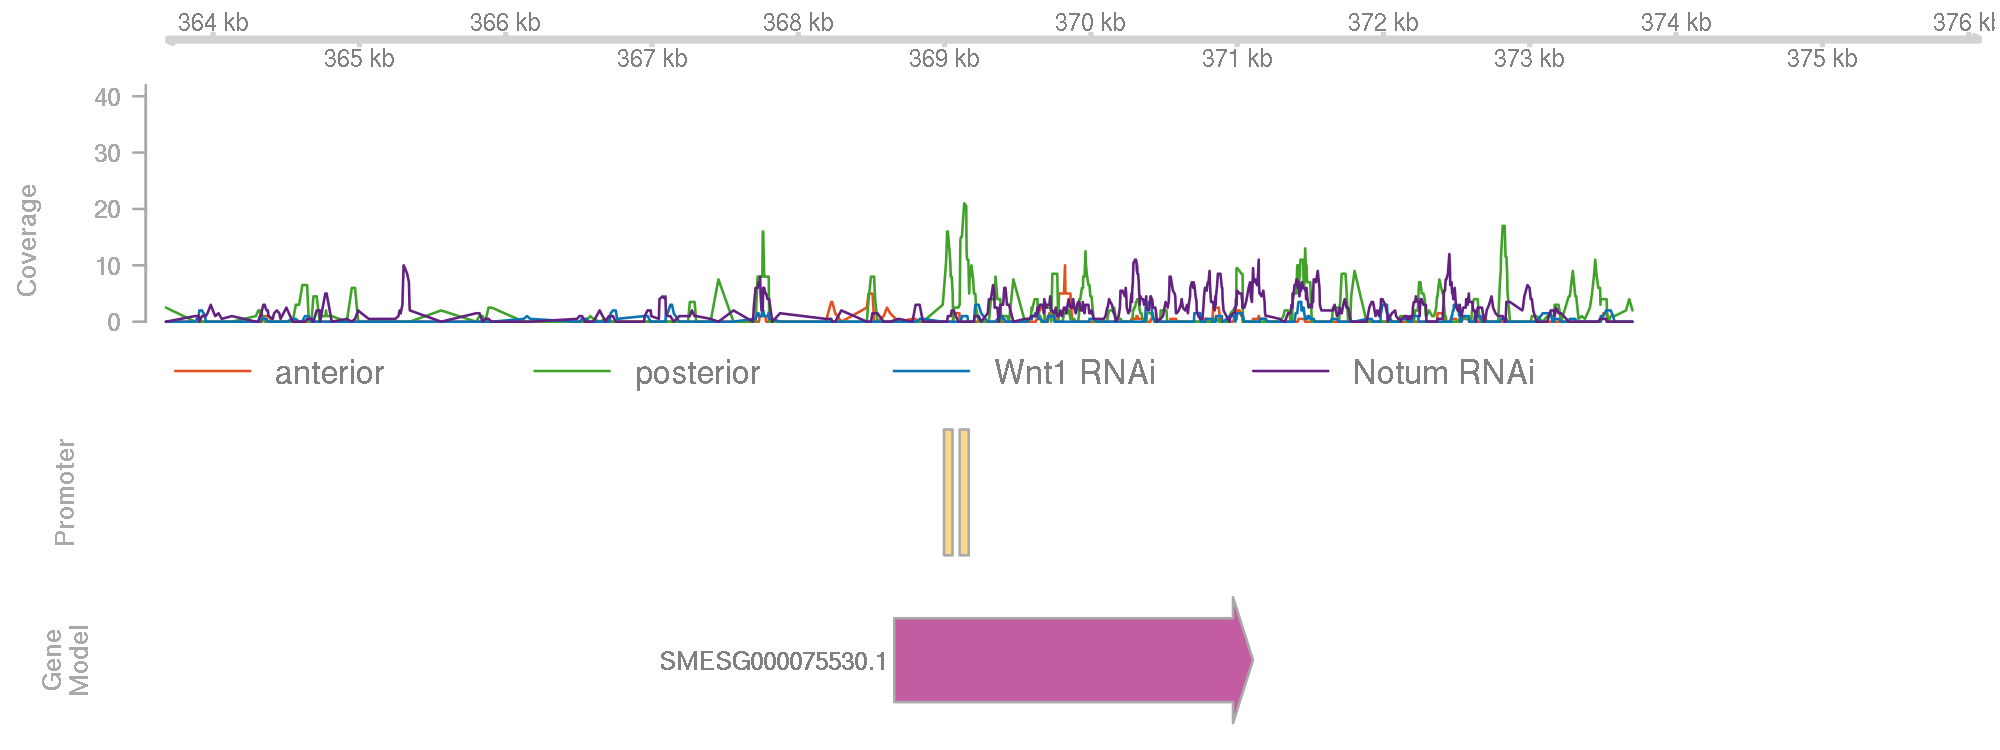 364 kb 366 kb 368 kb 370 kb 372 kb 374 kb 376 k
365 kb 367 kb 369 kb 371 kb 373 kb 375 kb
40
30
20
10
0
Coverage
anterior posterior Wnt1 RNAi Notum RNAi
Promoter
Gene
Model
SMESG000075530.1